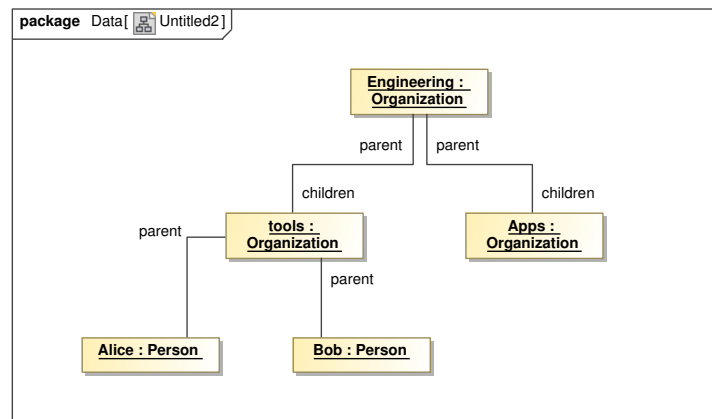 package Data[ Untitled2]
Engineering :
Organization
parent parent
children children
tools :
Organization
Apps :
Organization
parent
parent
Alice : Person
Bob : Person